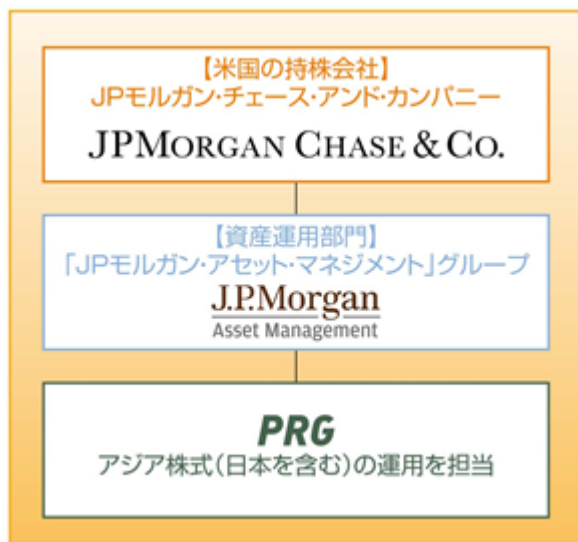 【米国の持株会社】
JPモルガン・チェース・アンド・カンパニー
JPMORGAN CHASE & CO.
【資産運用部門】
「JPモルガン・アセット・マネジメント」グループ
J.P.Morgan
Asset Management
PRG
アジア株式(日本を含む)の運用を担当